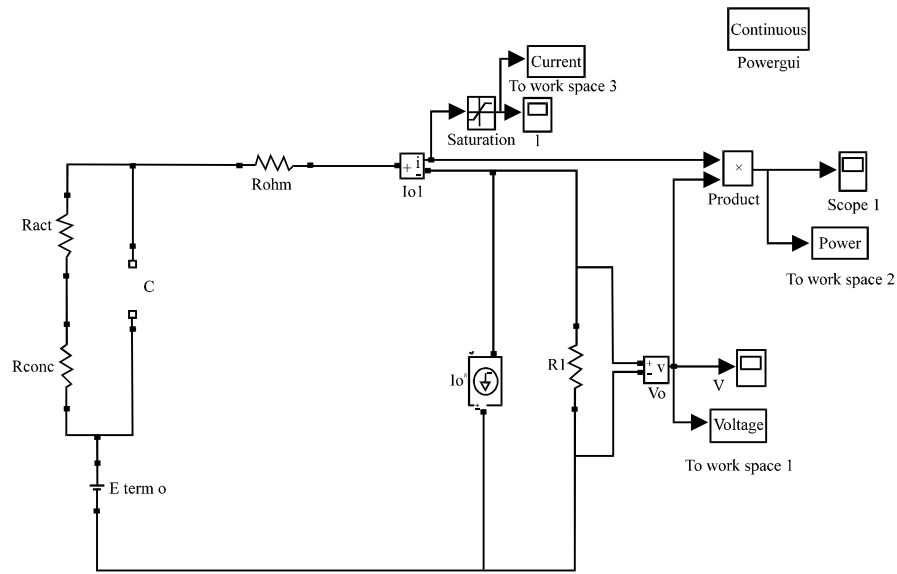 Continuous
Powergui
Current
To work space 3
Saturation
1
Rohm
+ i -
Io1
×
Product
Scope 1
Ract
Power
To work space 2
C
Rconc
Io s
R1
+ v -
Vo
V
Voltage
E term o
To work space 1